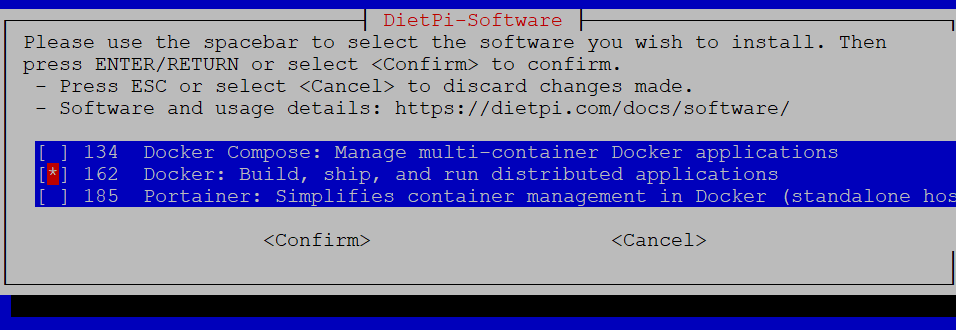 DietPi-Software
Please use the spacebar to select the software you wish to install. Then
press ENTER/RETURN or select <Confirm> to confirm.
- Press ESC or select <Cancel> to discard changes made.
- Software and usage details: https://dietpi.com/docs/software/
[ ] 134 Docker Compose: Manage multi-container Docker applications
[*] 162 Docker: Build, ship, and run distributed applications
[ ] 185 Portainer: Simplifies container management in Docker (standalone hos
<Confirm> <Cancel>